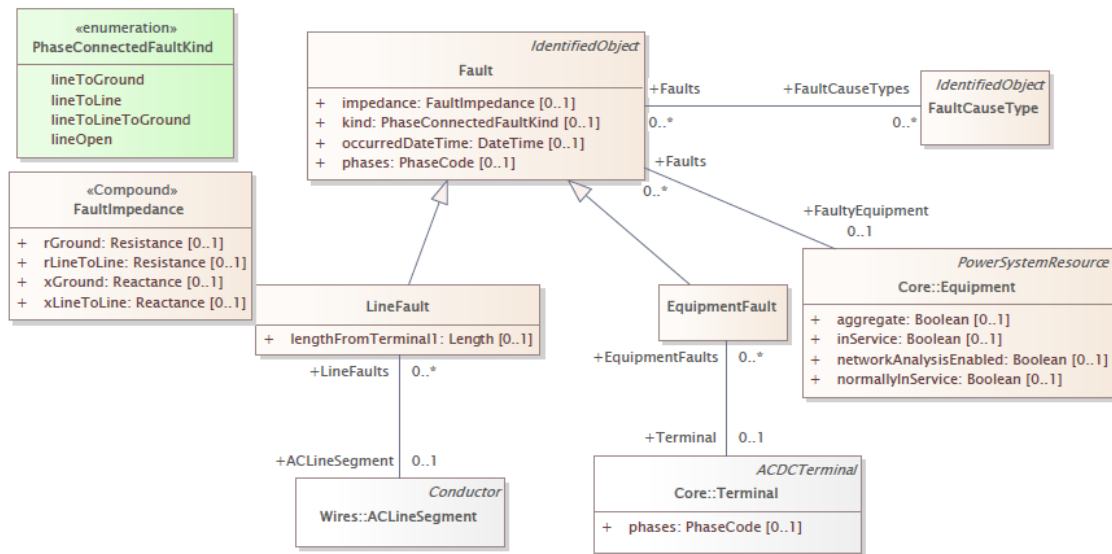 «enumeration»
PhaseConnectedFaultKind
lineToGround
lineToLine
lineToLineToGround
lineOpen
«Compound»
FaultImpedance
+ rGround: Resistance [0..1]
+ rLineToLine: Resistance [0..1]
+ xGround: Reactance [0..1]
+ xLineToLine: Reactance [0..1]
IdentifiedObject
Fault
+ impedance: FaultImpedance [0..1]
+ kind: PhaseConnectedFaultKind [0..1]
+ occurredDateTime: DateTime [0..1]
+ phases: PhaseCode [0..1]
+Faults
0..*
+FaultCauseTypes
0..*
IdentifiedObject
FaultCauseType
+Faults
0..*
+FaultyEquipment
0..1
PowerSystemResource
Core::Equipment
+ aggregate: Boolean [0..1]
+ inService: Boolean [0..1]
+ networkAnalysisEnabled: Boolean [0..1]
+ normallyInService: Boolean [0..1]
LineFault
+ lengthFromTerminal1: Length [0..1]
+LineFaults 0..*
+ACLineSegment 0..1
Conductor
Wires::ACLineSegment
EquipmentFault
+EquipmentFaults 0..*
+Terminal 0..1
ACDCTerminal
Core::Terminal
+ phases: PhaseCode [0..1]